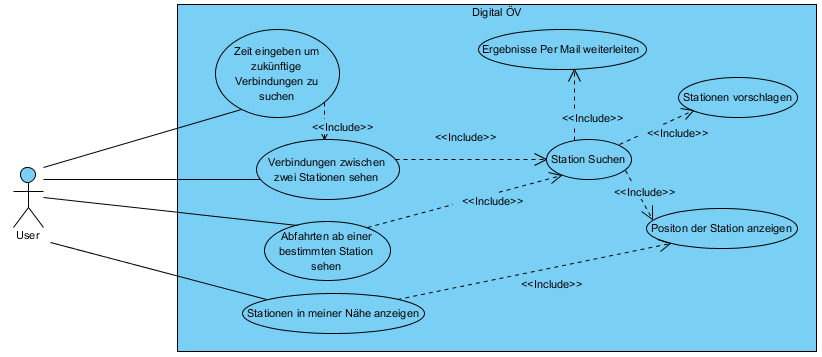 Digital ÖV
Zeit eingeben um
zukünftige
Verbindungen zu
suchen
Ergebnisse Per Mail weiterleiten
Stationen vorschlagen
<<Include>>
<<Include>>
<<Include>>
<<Include>>
Verbindungen zwischen
zwei Stationen sehen
Station Suchen
<<Include>>
<<Include>>
User
Abfahrten ab einer
bestimmten Station
sehen
Positon der Station anzeigen
<<Include>>
Stationen in meiner Nähe anzeigen